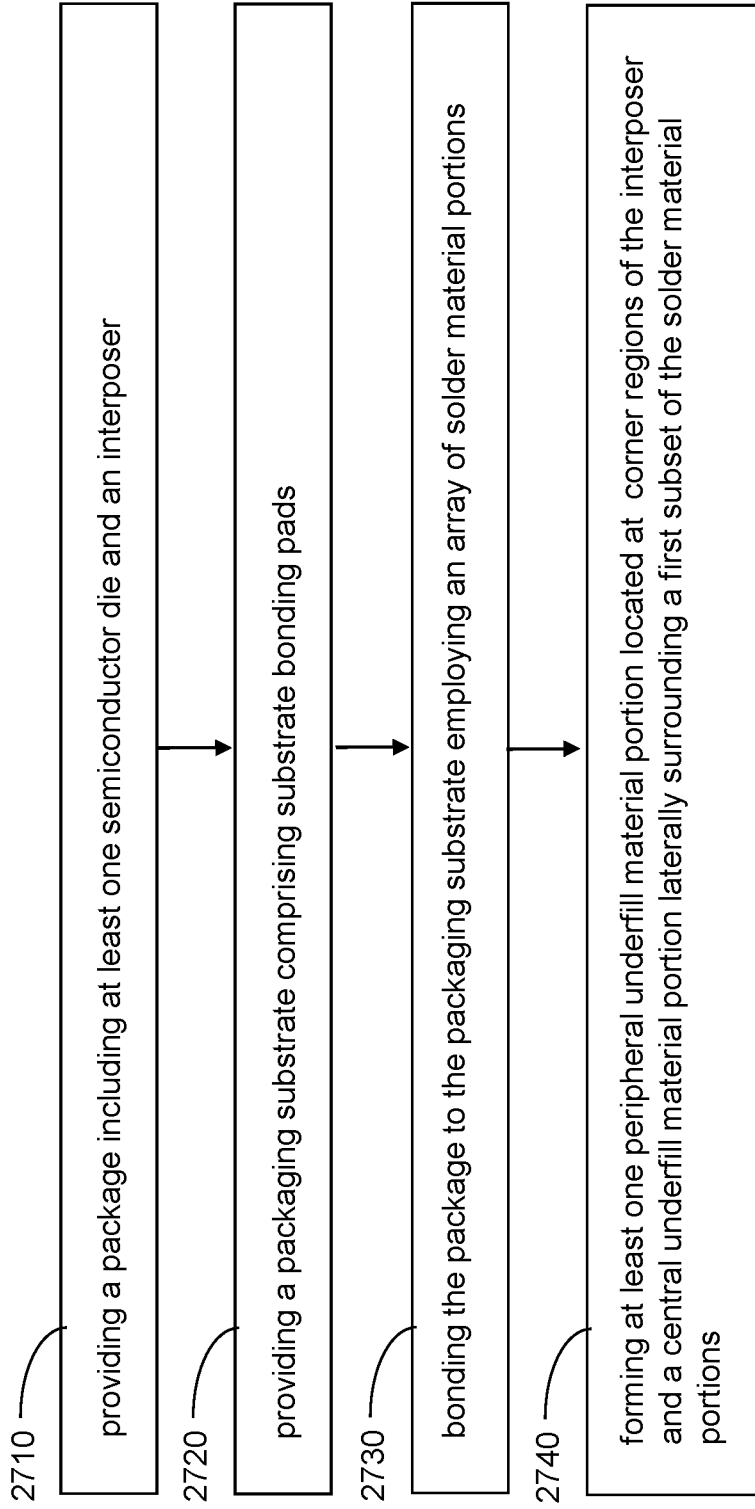 2710
providing a package including at least one semiconductor die and an interposer
2720
providing a packaging substrate comprising substrate bonding pads
2730
bonding the package to the packaging substrate employing an array of solder material portions
2740
forming at least one peripheral underfill material portion located at corner regions of the interposer
and a central underfill material portion laterally surrounding a first subset of the solder material
portions